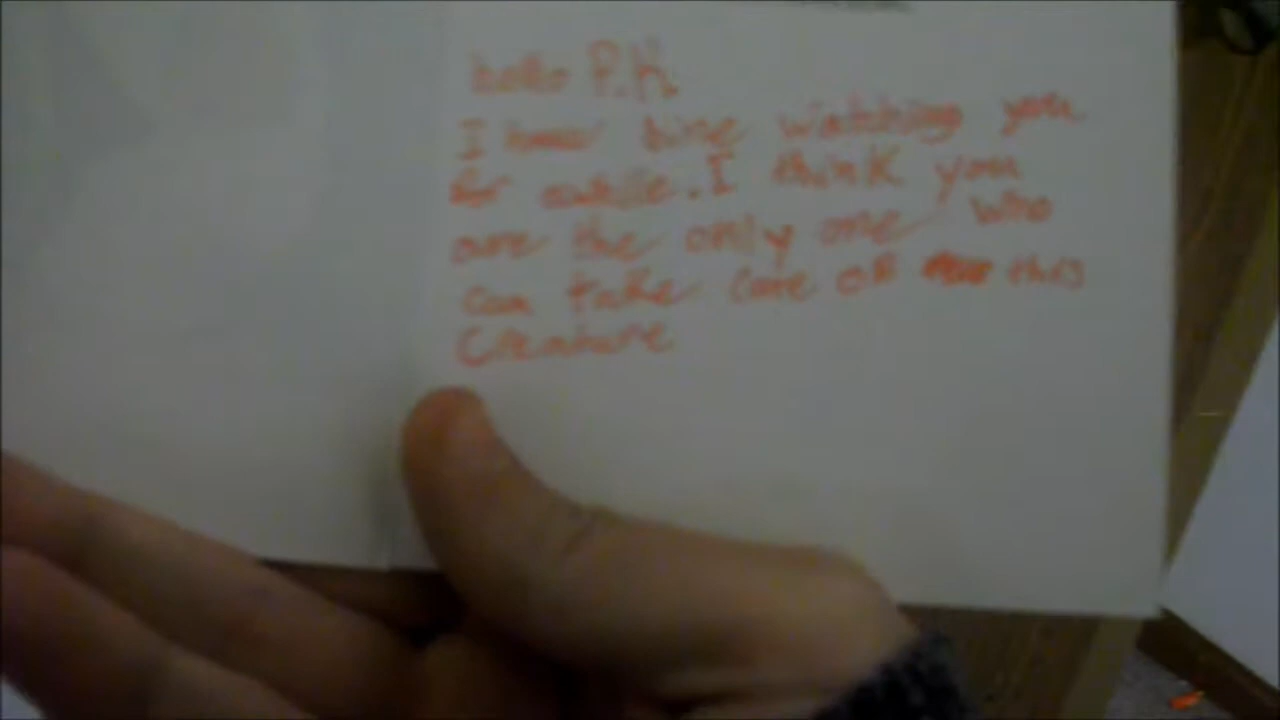 hello P.K.
I have bine watching you
for awhile. I think you
are the only one who
can take care of this
Creature